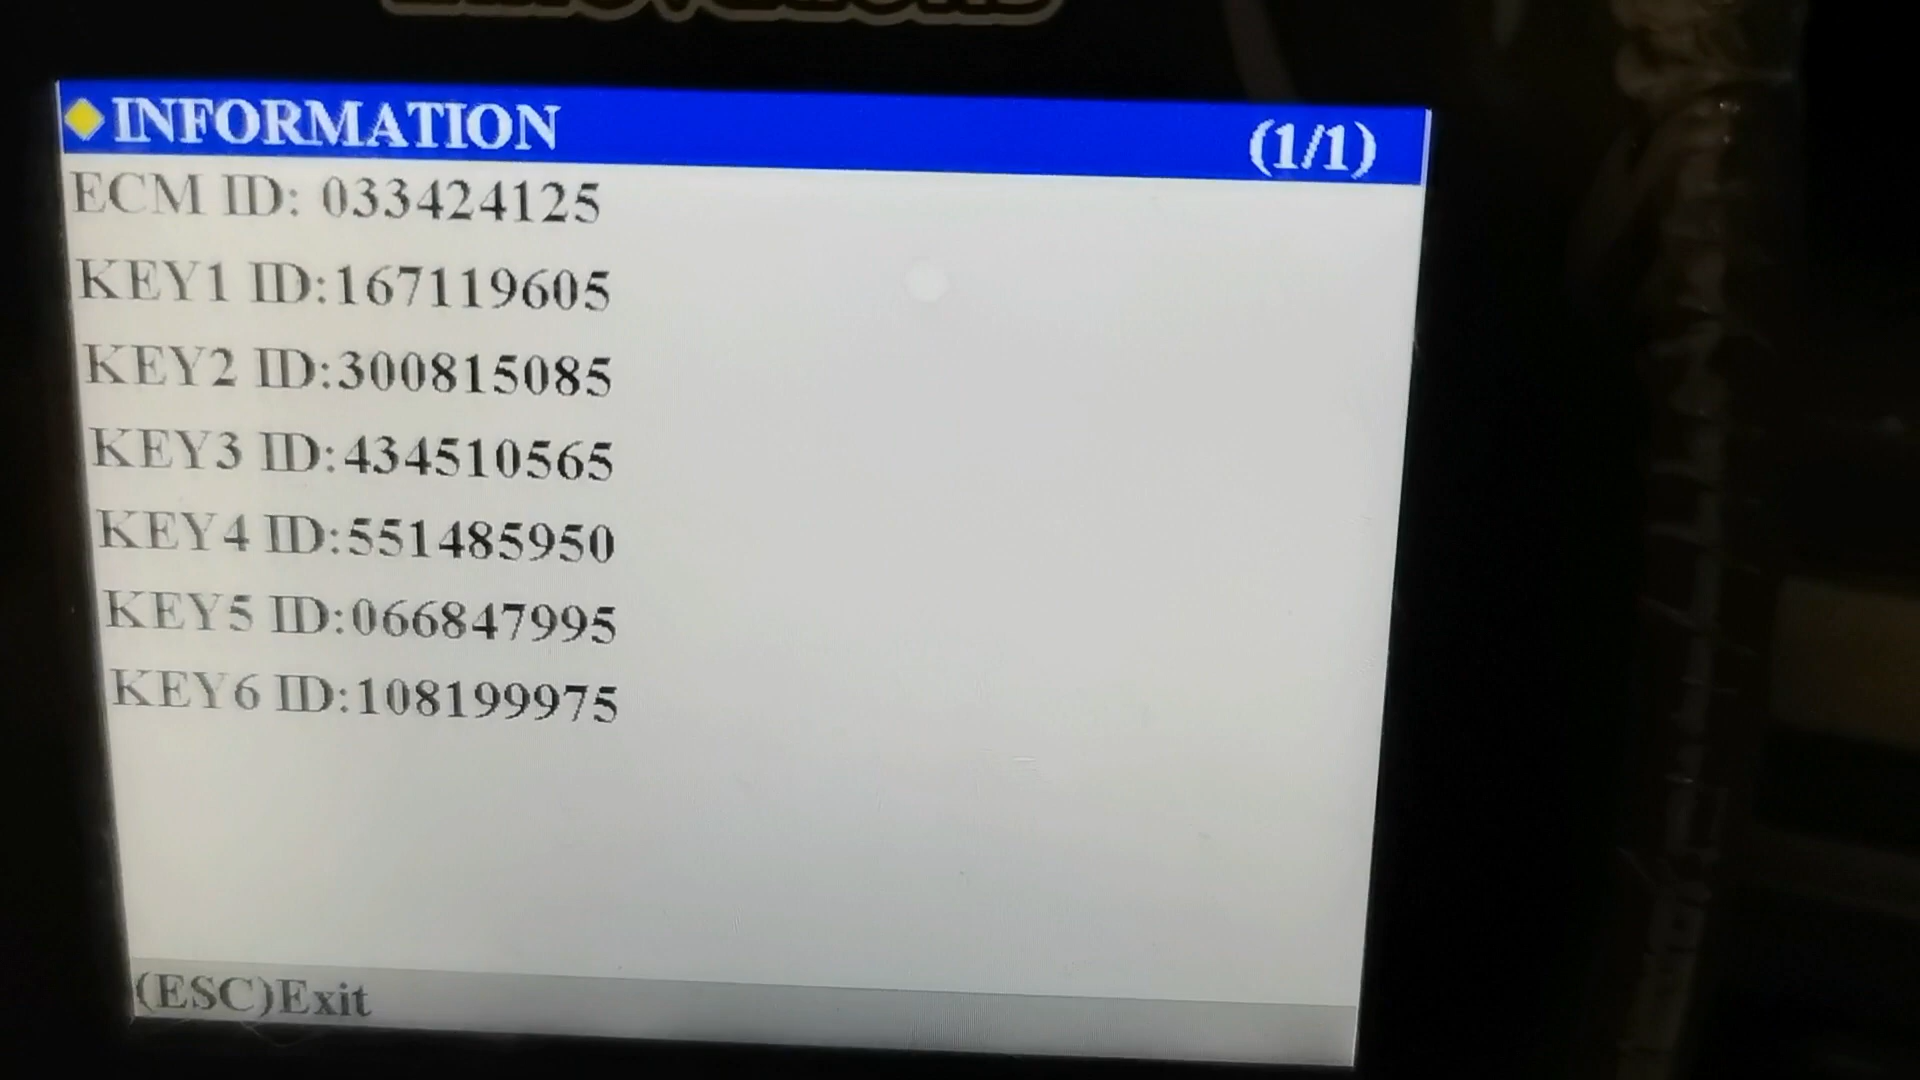 INFORMATION (1/1)
ECM ID: 033424125
KEY1 ID:167119605
KEY2 ID:300815085
KEY3 ID:434510565
KEY4 ID:551485950
KEY5 ID:066847995
KEY6 ID:108199975
(ESC)Exit